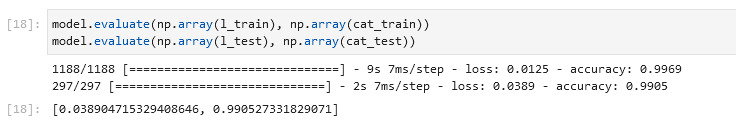 [18]: model.evaluate(np.array(l_train), np.array(cat_train))
model.evaluate(np.array(l_test), np.array(cat_test))
1188/1188 [==============================] - 9s 7ms/step - loss: 0.0125 - accuracy: 0.9969
297/297 [==============================] - 2s 7ms/step - loss: 0.0389 - accuracy: 0.9905
[18]: [0.038904715329408646, 0.990527331829071]